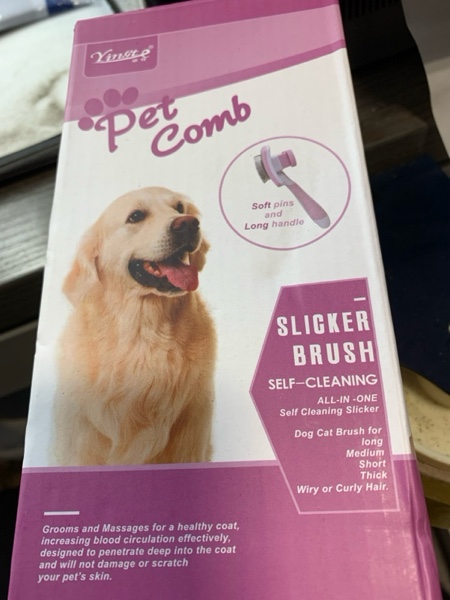 Pet
Comb
Soft pins
and
Long handle
SLICKER
BRUSH
SELF-CLEANING
ALL-IN -ONE
Self Cleaning Slicker
Dog Cat Brush for
long
Medium
Short
Thick
Wiry or Curly Hair.
Grooms and Massages for a healthy coat,
increasing blood circulation effectively,
designed to penetrate deep into the coat
and will not damage or scratch
your pet's skin.